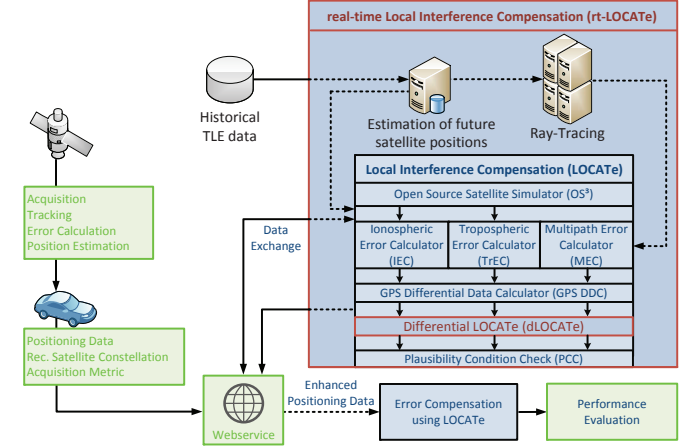 real-time Local Interference Compensation (rt-LOCATe)
Historical
TLE data
Estimation of future
satellite positions
Ray-Tracing
Local Interference Compensation (LOCATe)
Open Source Satellite Simulator (OS³)
Acquisition
Tracking
Error Calculation
Position Estimation
Data
Exchange
Ionospheric
Error Calculator
(IEC)
Tropospheric
Error Calculator
(TrEC)
Multipath Error
Calculator
(MEC)
GPS Differential Data Calculator (GPS DDC)
Differential LOCATe (dLOCATe)
Plausibility Condition Check (PCC)
Positioning Data
Rec. Satellite Constellation
Acquisition Metric
Webservice
Enhanced
Positioning Data
Error Compensation
using LOCATe
Performance
Evaluation